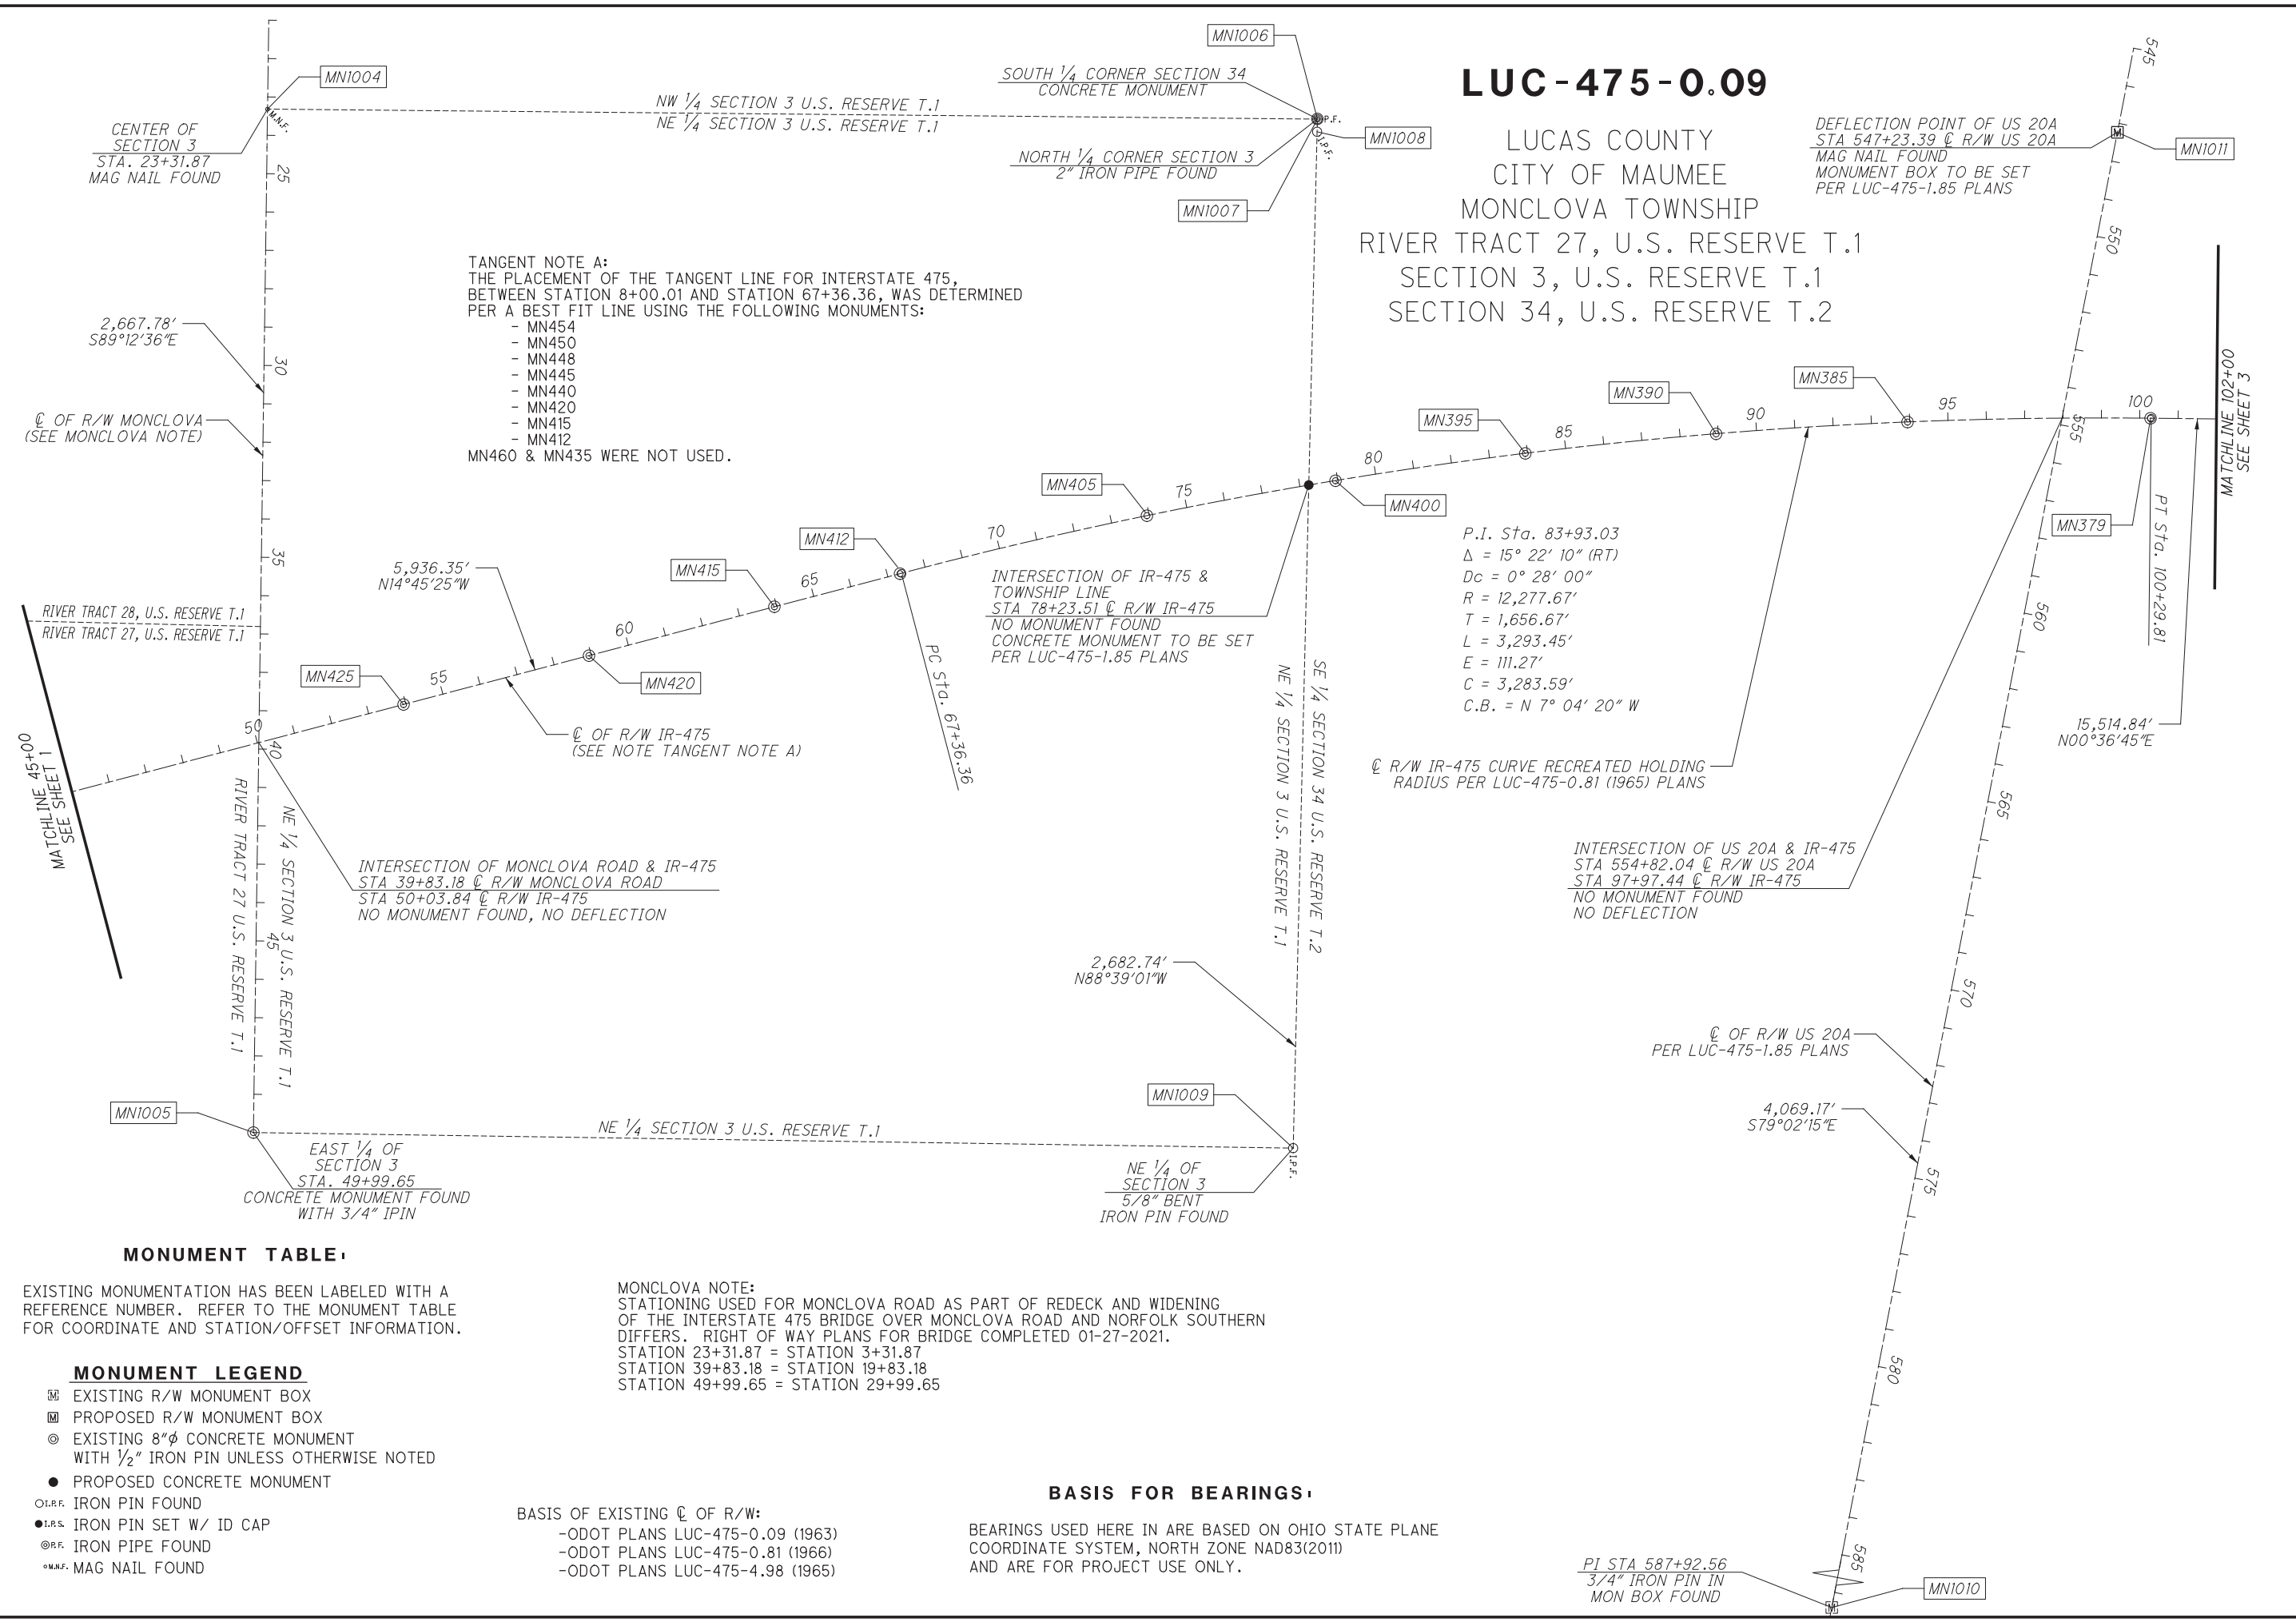 LUC-475-0.09
LUCAS COUNTY
CITY OF MAUMEE
MONCLOVA TOWNSHIP
RIVER TRACT 27, U.S. RESERVE T.1
SECTION 3, U.S. RESERVE T.1
SECTION 34, U.S. RESERVE T.2
MN1004
M.N.F.
CENTER OF
SECTION 3
STA. 23+31.87
MAG NAIL FOUND
NW 1/4 SECTION 3 U.S. RESERVE T.1
NE 1/4 SECTION 3 U.S. RESERVE T.1
MN1006
SOUTH 1/4 CORNER SECTION 34
CONCRETE MONUMENT
P.F.
I.P.F.
MN1008
NORTH 1/4 CORNER SECTION 3
2" IRON PIPE FOUND
MN1007
DEFLECTION POINT OF US 20A
STA 547+23.39 ℄ R/W US 20A
MAG NAIL FOUND
MONUMENT BOX TO BE SET
PER LUC-475-1.85 PLANS
MN1011
545
550
555
560
565
570
575
580
585
TANGENT NOTE A:
THE PLACEMENT OF THE TANGENT LINE FOR INTERSTATE 475,
BETWEEN STATION 8+00.01 AND STATION 67+36.36, WAS DETERMINED
PER A BEST FIT LINE USING THE FOLLOWING MONUMENTS:
- MN454
- MN450
- MN448
- MN445
- MN440
- MN420
- MN415
- MN412
MN460 & MN435 WERE NOT USED.
25
30
35
40
45
2,667.78'
S89°12'36"E
℄ OF R/W MONCLOVA
(SEE MONCLOVA NOTE)
RIVER TRACT 28, U.S. RESERVE T.1
RIVER TRACT 27, U.S. RESERVE T.1
MATCHLINE 45+00
SEE SHEET 1
50
55
60
65
70
75
80
85
90
95
100
MN425
MN420
MN415
MN412
MN405
MN400
MN395
MN390
MN385
MN379
5,936.35'
N14°45'25"W
℄ OF R/W IR-475
(SEE NOTE TANGENT NOTE A)
PC Sta. 67+36.36
INTERSECTION OF IR-475 &
TOWNSHIP LINE
STA 78+23.51 ℄ R/W IR-475
NO MONUMENT FOUND
CONCRETE MONUMENT TO BE SET
PER LUC-475-1.85 PLANS
P.I. Sta. 83+93.03
Δ = 15° 22' 10" (RT)
Dc = 0° 28' 00"
R = 12,277.67'
T = 1,656.67'
L = 3,293.45'
E = 111.27'
C = 3,283.59'
C.B. = N 7° 04' 20" W
℄ R/W IR-475 CURVE RECREATED HOLDING
RADIUS PER LUC-475-0.81 (1965) PLANS
PT Sta. 100+29.81
MATCHLINE 102+00
SEE SHEET 3
15,514.84'
N00°36'45"E
INTERSECTION OF MONCLOVA ROAD & IR-475
STA 39+83.18 ℄ R/W MONCLOVA ROAD
STA 50+03.84 ℄ R/W IR-475
NO MONUMENT FOUND, NO DEFLECTION
RIVER TRACT 27 U.S. RESERVE T.1
NE 1/4 SECTION 3 U.S. RESERVE T.1
NE 1/4 SECTION 3 U.S. RESERVE T.1
SE 1/4 SECTION 34 U.S. RESERVE T.2
2,682.74'
N88°39'01"W
INTERSECTION OF US 20A & IR-475
STA 554+82.04 ℄ R/W US 20A
STA 97+97.44 ℄ R/W IR-475
NO MONUMENT FOUND
NO DEFLECTION
℄ OF R/W US 20A
PER LUC-475-1.85 PLANS
4,069.17'
S79°02'15"E
MN1005
EAST 1/4 OF
SECTION 3
STA. 49+99.65
CONCRETE MONUMENT FOUND
WITH 3/4" IPIN
NE 1/4 SECTION 3 U.S. RESERVE T.1
MN1009
I.P.F.
NE 1/4 OF
SECTION 3
5/8" BENT
IRON PIN FOUND
MONUMENT TABLE:
EXISTING MONUMENTATION HAS BEEN LABELED WITH A
REFERENCE NUMBER. REFER TO THE MONUMENT TABLE
FOR COORDINATE AND STATION/OFFSET INFORMATION.
MONUMENT LEGEND
M EXISTING R/W MONUMENT BOX
M PROPOSED R/W MONUMENT BOX
EXISTING 8"ϕ CONCRETE MONUMENT
WITH 1/2" IRON PIN UNLESS OTHERWISE NOTED
PROPOSED CONCRETE MONUMENT
I.P.F. IRON PIN FOUND
I.P.S. IRON PIN SET W/ ID CAP
P.F. IRON PIPE FOUND
M.N.F. MAG NAIL FOUND
MONCLOVA NOTE:
STATIONING USED FOR MONCLOVA ROAD AS PART OF REDECK AND WIDENING
OF THE INTERSTATE 475 BRIDGE OVER MONCLOVA ROAD AND NORFOLK SOUTHERN
DIFFERS. RIGHT OF WAY PLANS FOR BRIDGE COMPLETED 01-27-2021.
STATION 23+31.87 = STATION 3+31.87
STATION 39+83.18 = STATION 19+83.18
STATION 49+99.65 = STATION 29+99.65
BASIS OF EXISTING ℄ OF R/W:
-ODOT PLANS LUC-475-0.09 (1963)
-ODOT PLANS LUC-475-0.81 (1966)
-ODOT PLANS LUC-475-4.98 (1965)
BASIS FOR BEARINGS:
BEARINGS USED HERE IN ARE BASED ON OHIO STATE PLANE
COORDINATE SYSTEM, NORTH ZONE NAD83(2011)
AND ARE FOR PROJECT USE ONLY.
PI STA 587+92.56
3/4" IRON PIN IN
MON BOX FOUND
MN1010